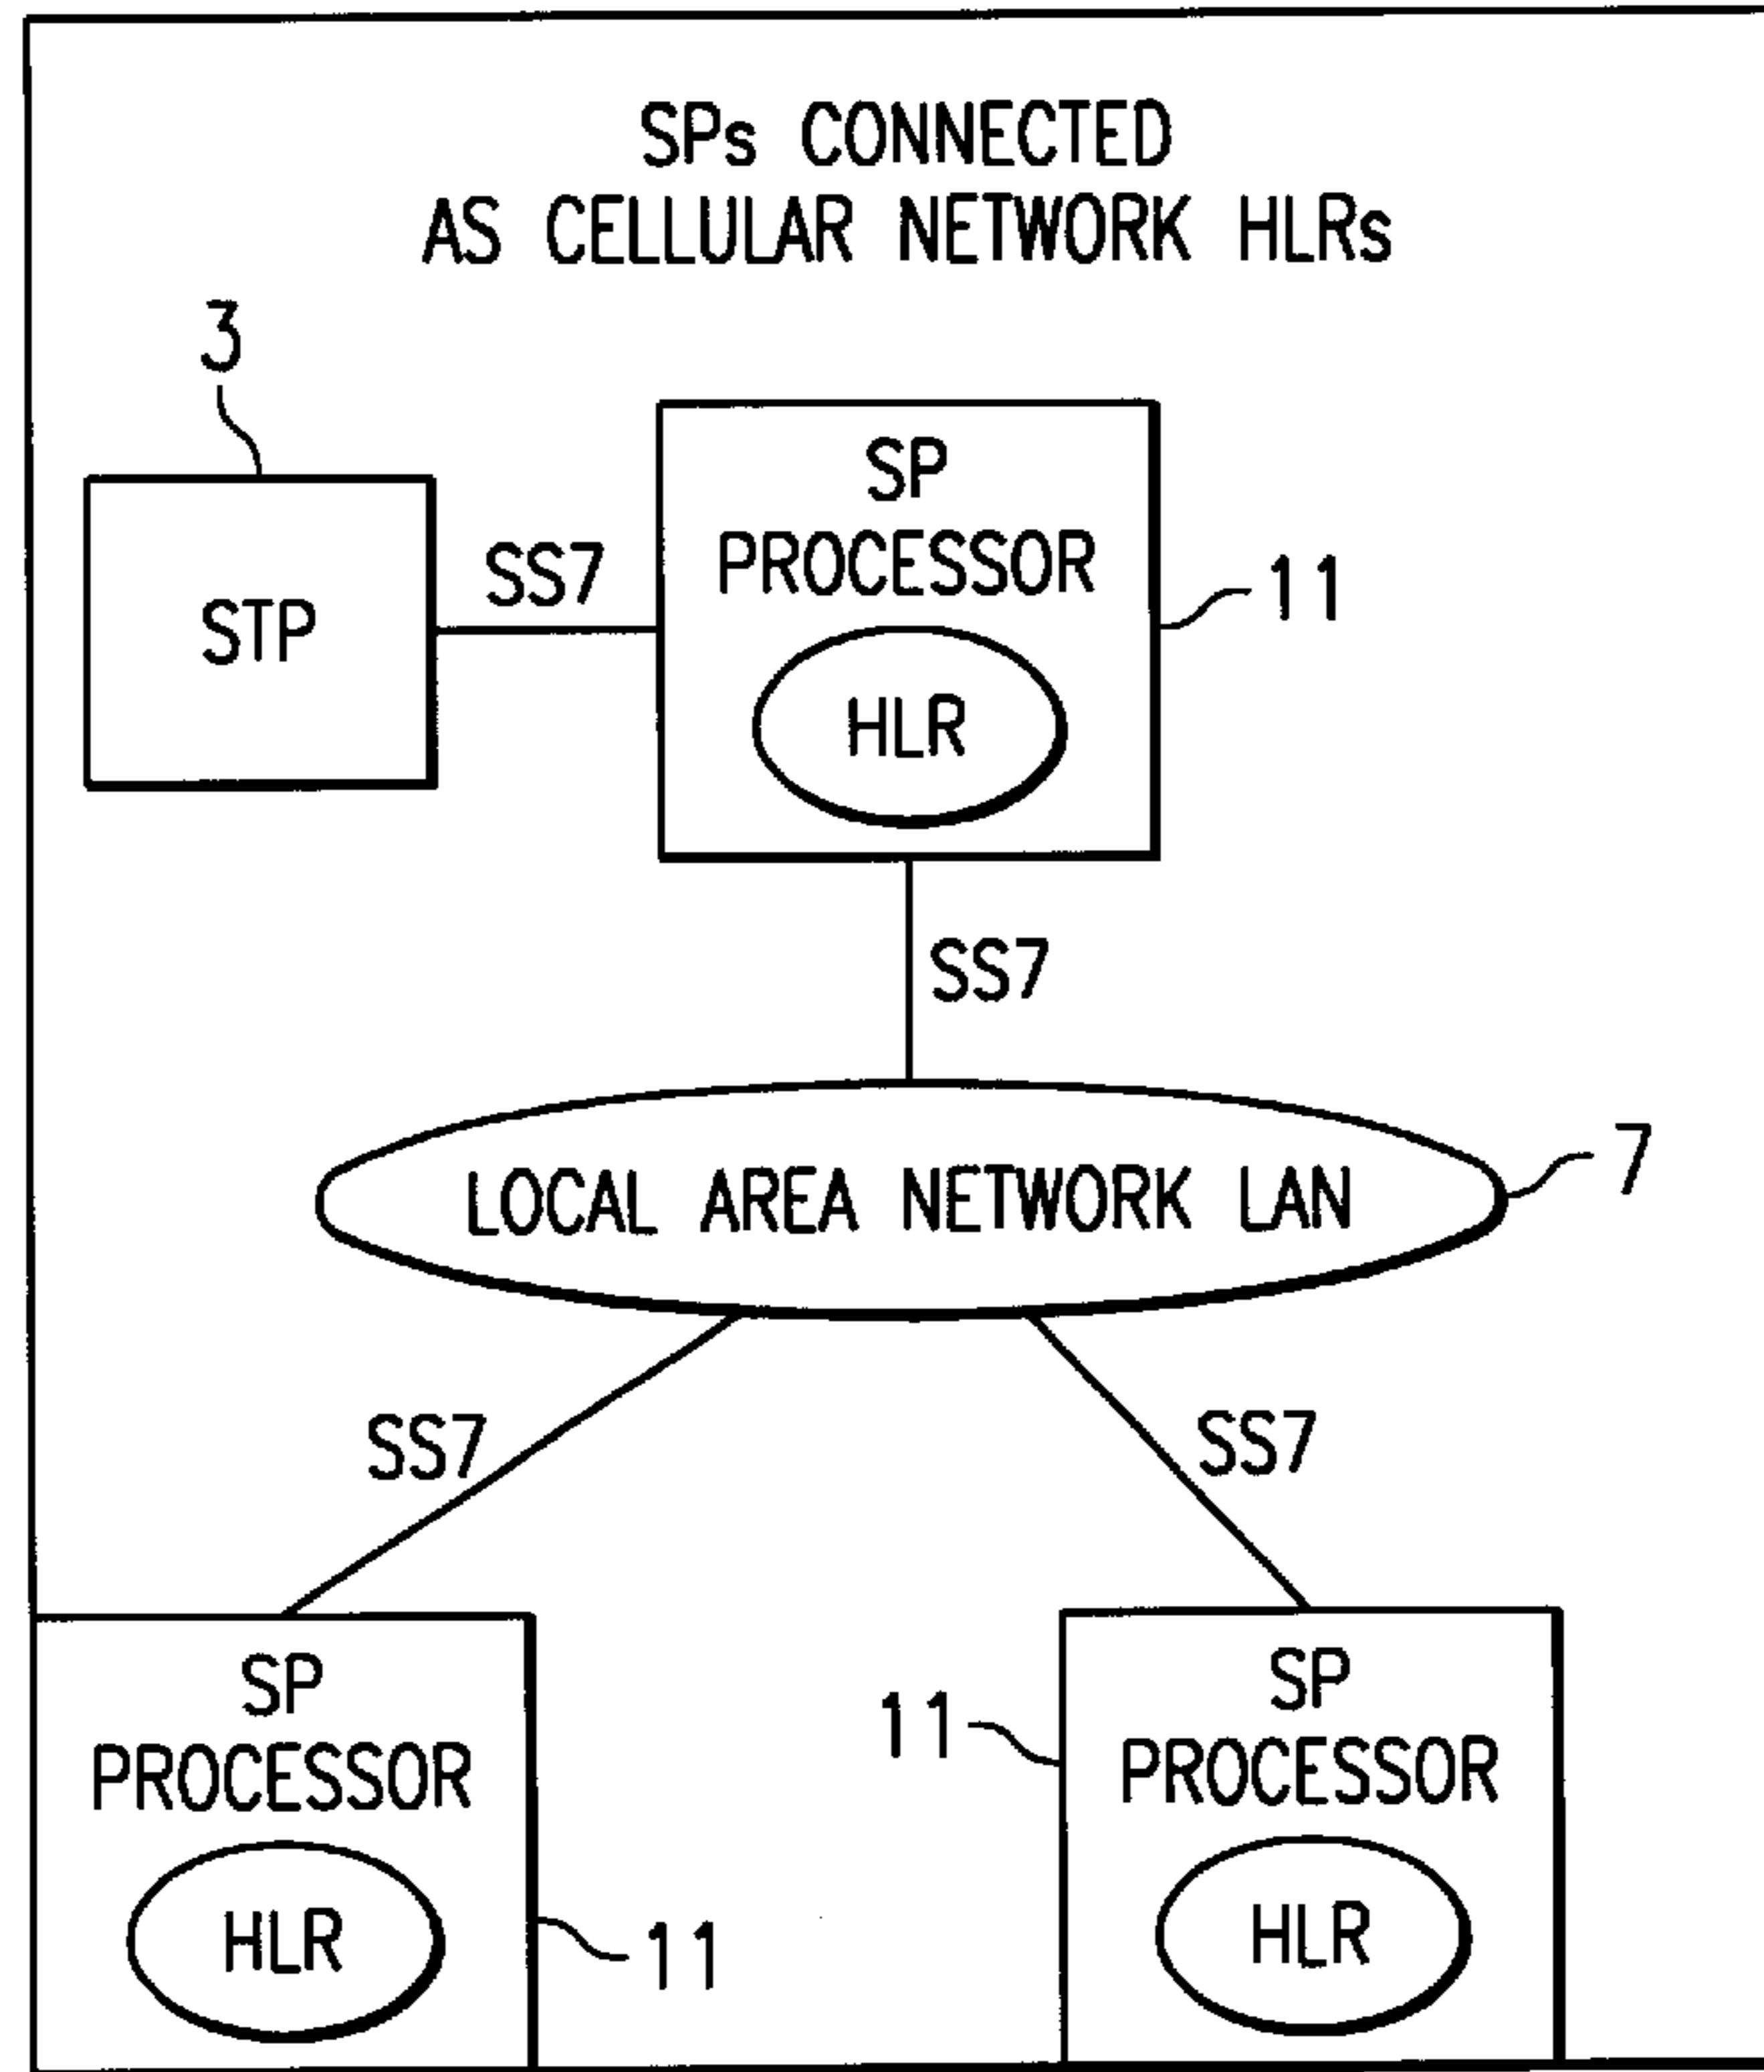 SPs CONNECTED
AS CELLULAR NETWORK HLRs
3
STP
SS7
SP
PROCESSOR
HLR
11
SS7
LOCAL AREA NETWORK LAN
7
SS7
SS7
SP
PROCESSOR
HLR
11
11
SP
PROCESSOR
HLR